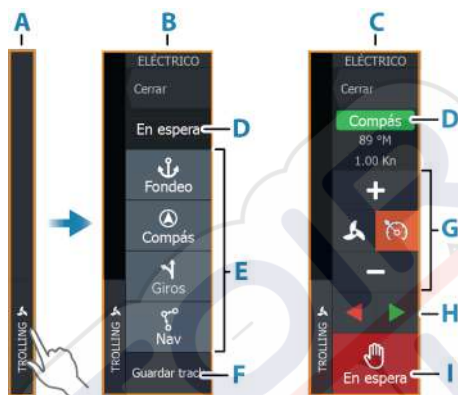 A
B
C
TROLLING
ELÉCTRICO
Cerrar
En espera
D
Fondeo
Compás
Giros
Nav
E
TROLLING
Guardar track
F
ELÉCTRICO
Cerrar
Compás
D
89 °M
1.00 Kn
+
−
G
H
TROLLING
En espera
I